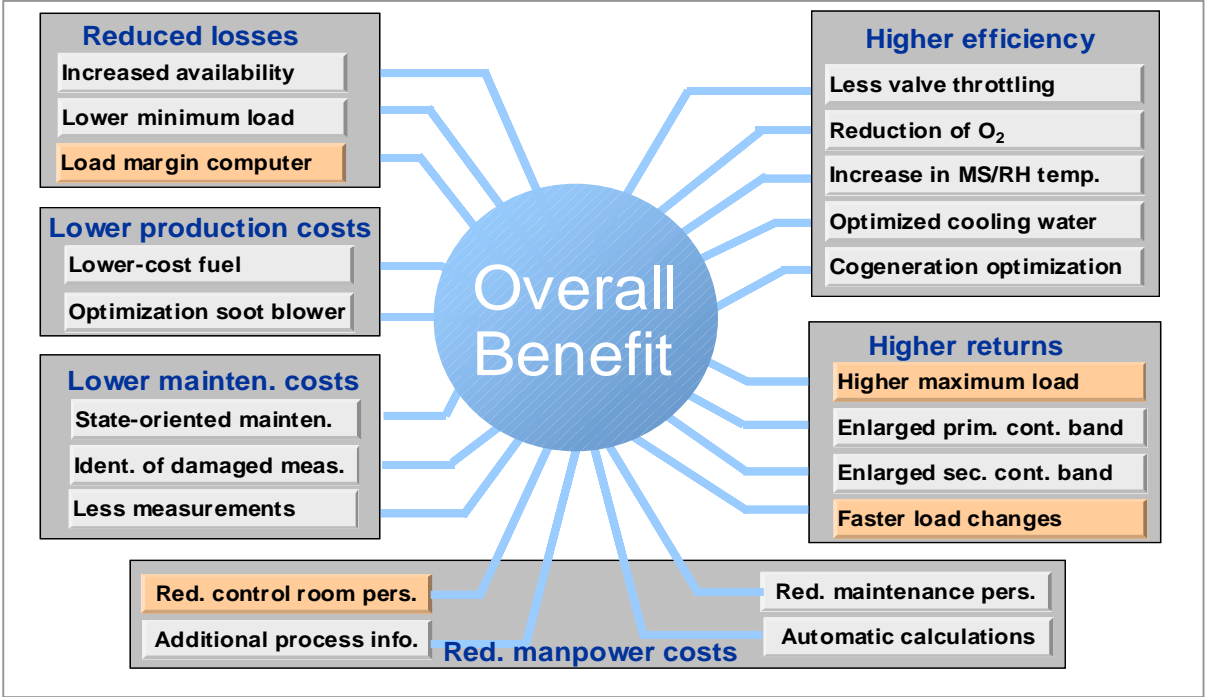 Reduced losses
Increased availability
Lower minimum load
Load margin computer
Lower production costs
Lower-cost fuel
Optimization soot blower
Lower mainten. costs
State-oriented mainten.
Ident. of damaged meas.
Less measurements
Overall
Benefit
Higher efficiency
Less valve throttling
Reduction of O₂
Increase in MS/RH temp.
Optimized cooling water
Cogeneration optimization
Higher returns
Higher maximum load
Enlarged prim. cont. band
Enlarged sec. cont. band
Faster load changes
Red. control room pers.
Additional process info.
Red. manpower costs
Red. maintenance pers.
Automatic calculations